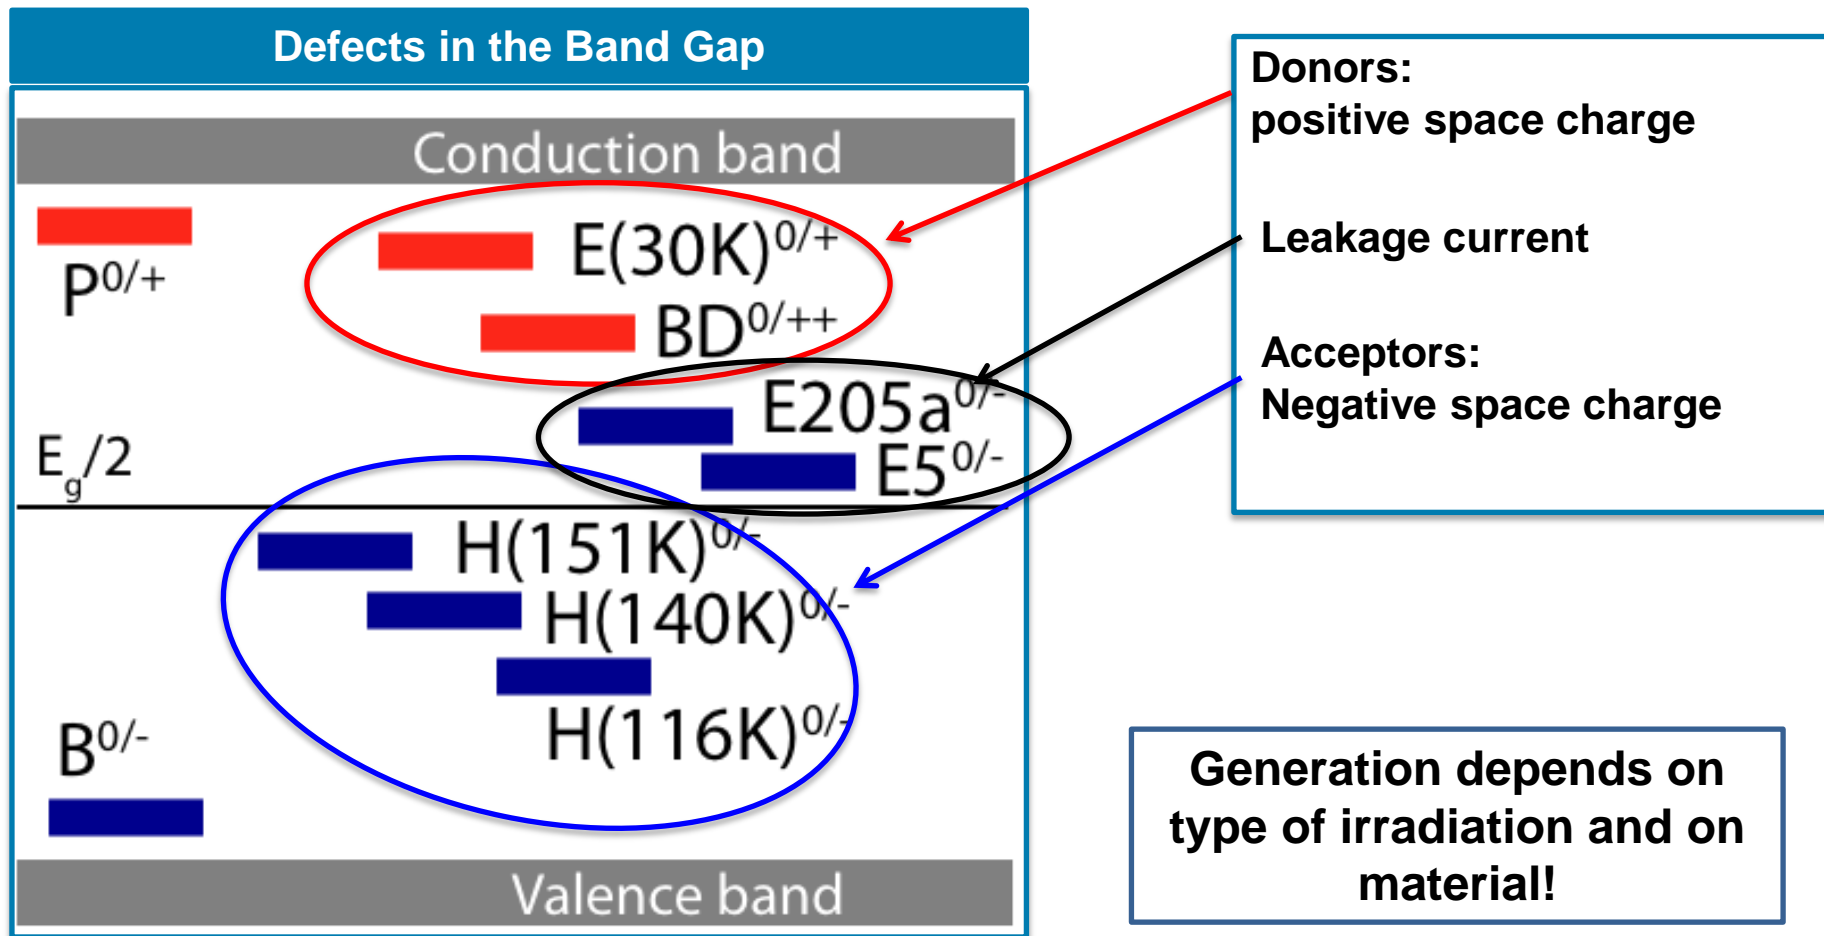 Defects in the Band Gap
Conduction band
P0/+
E(30K)0/+
BD0/++
E205a0/-
E50/-
Eg/2
H(151K)0/-
H(140K)0/-
H(116K)0/-
B0/-
Valence band
Donors:
positive space charge
Leakage current
Acceptors:
Negative space charge
Generation depends on
type of irradiation and on
material!